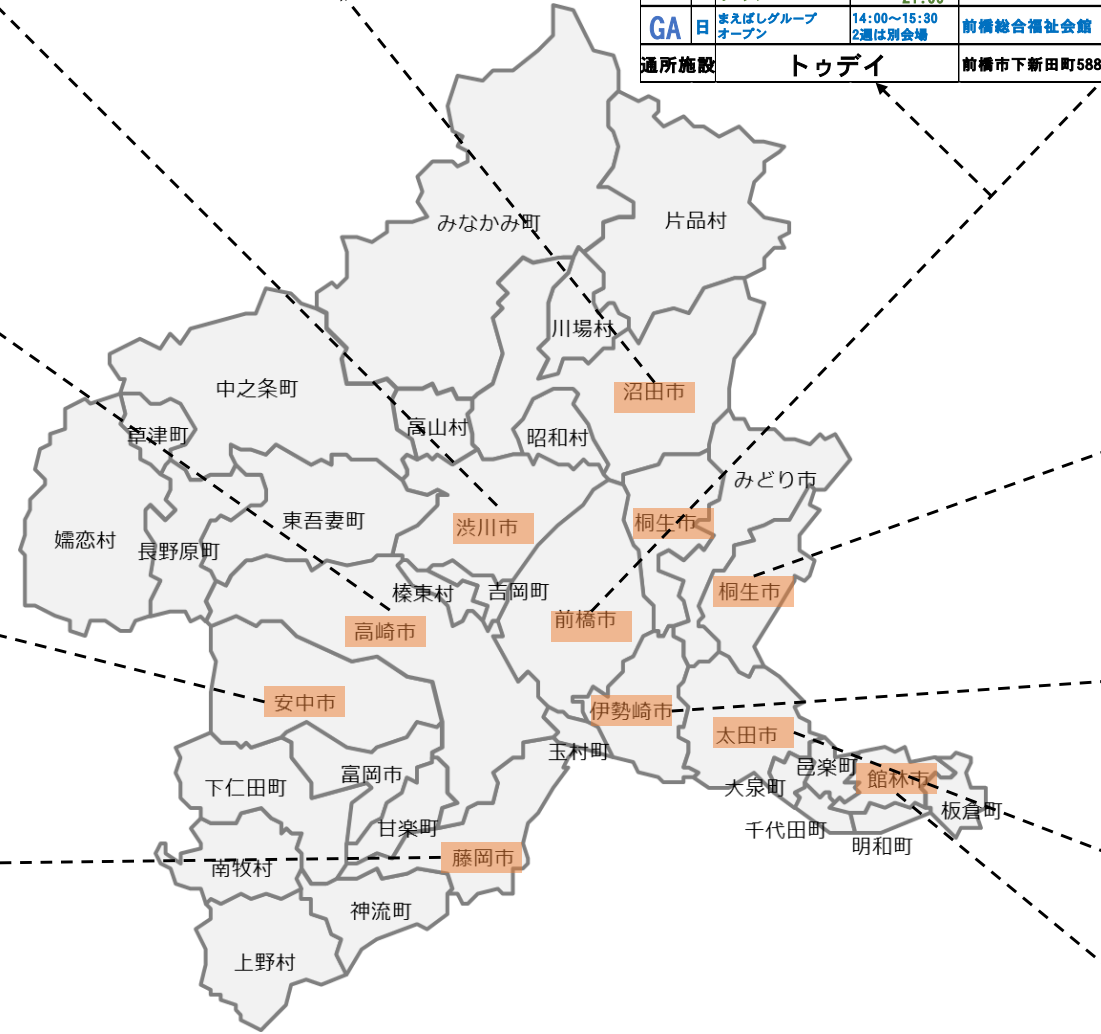 21:00
GA 日 まえばしグループ オープン 14:00～15:30 2週は別会場 前橋総合福祉会館
通所施設 トゥデイ 前橋市下新田町588
みなかみ町
片品村
川場村
中之条町
沼田市
草津町
高山村
昭和村
みどり市
東吾妻町
渋川市
桐生市
嬬恋村
長野原町
榛東村
吉岡町
桐生市
前橋市
高崎市
安中市
伊勢崎市
太田市
玉村町
富岡市
邑楽町
館林市
下仁田町
大泉町
板倉町
甘楽町
千代田町
明和町
藤岡市
南牧村
神流町
上野村